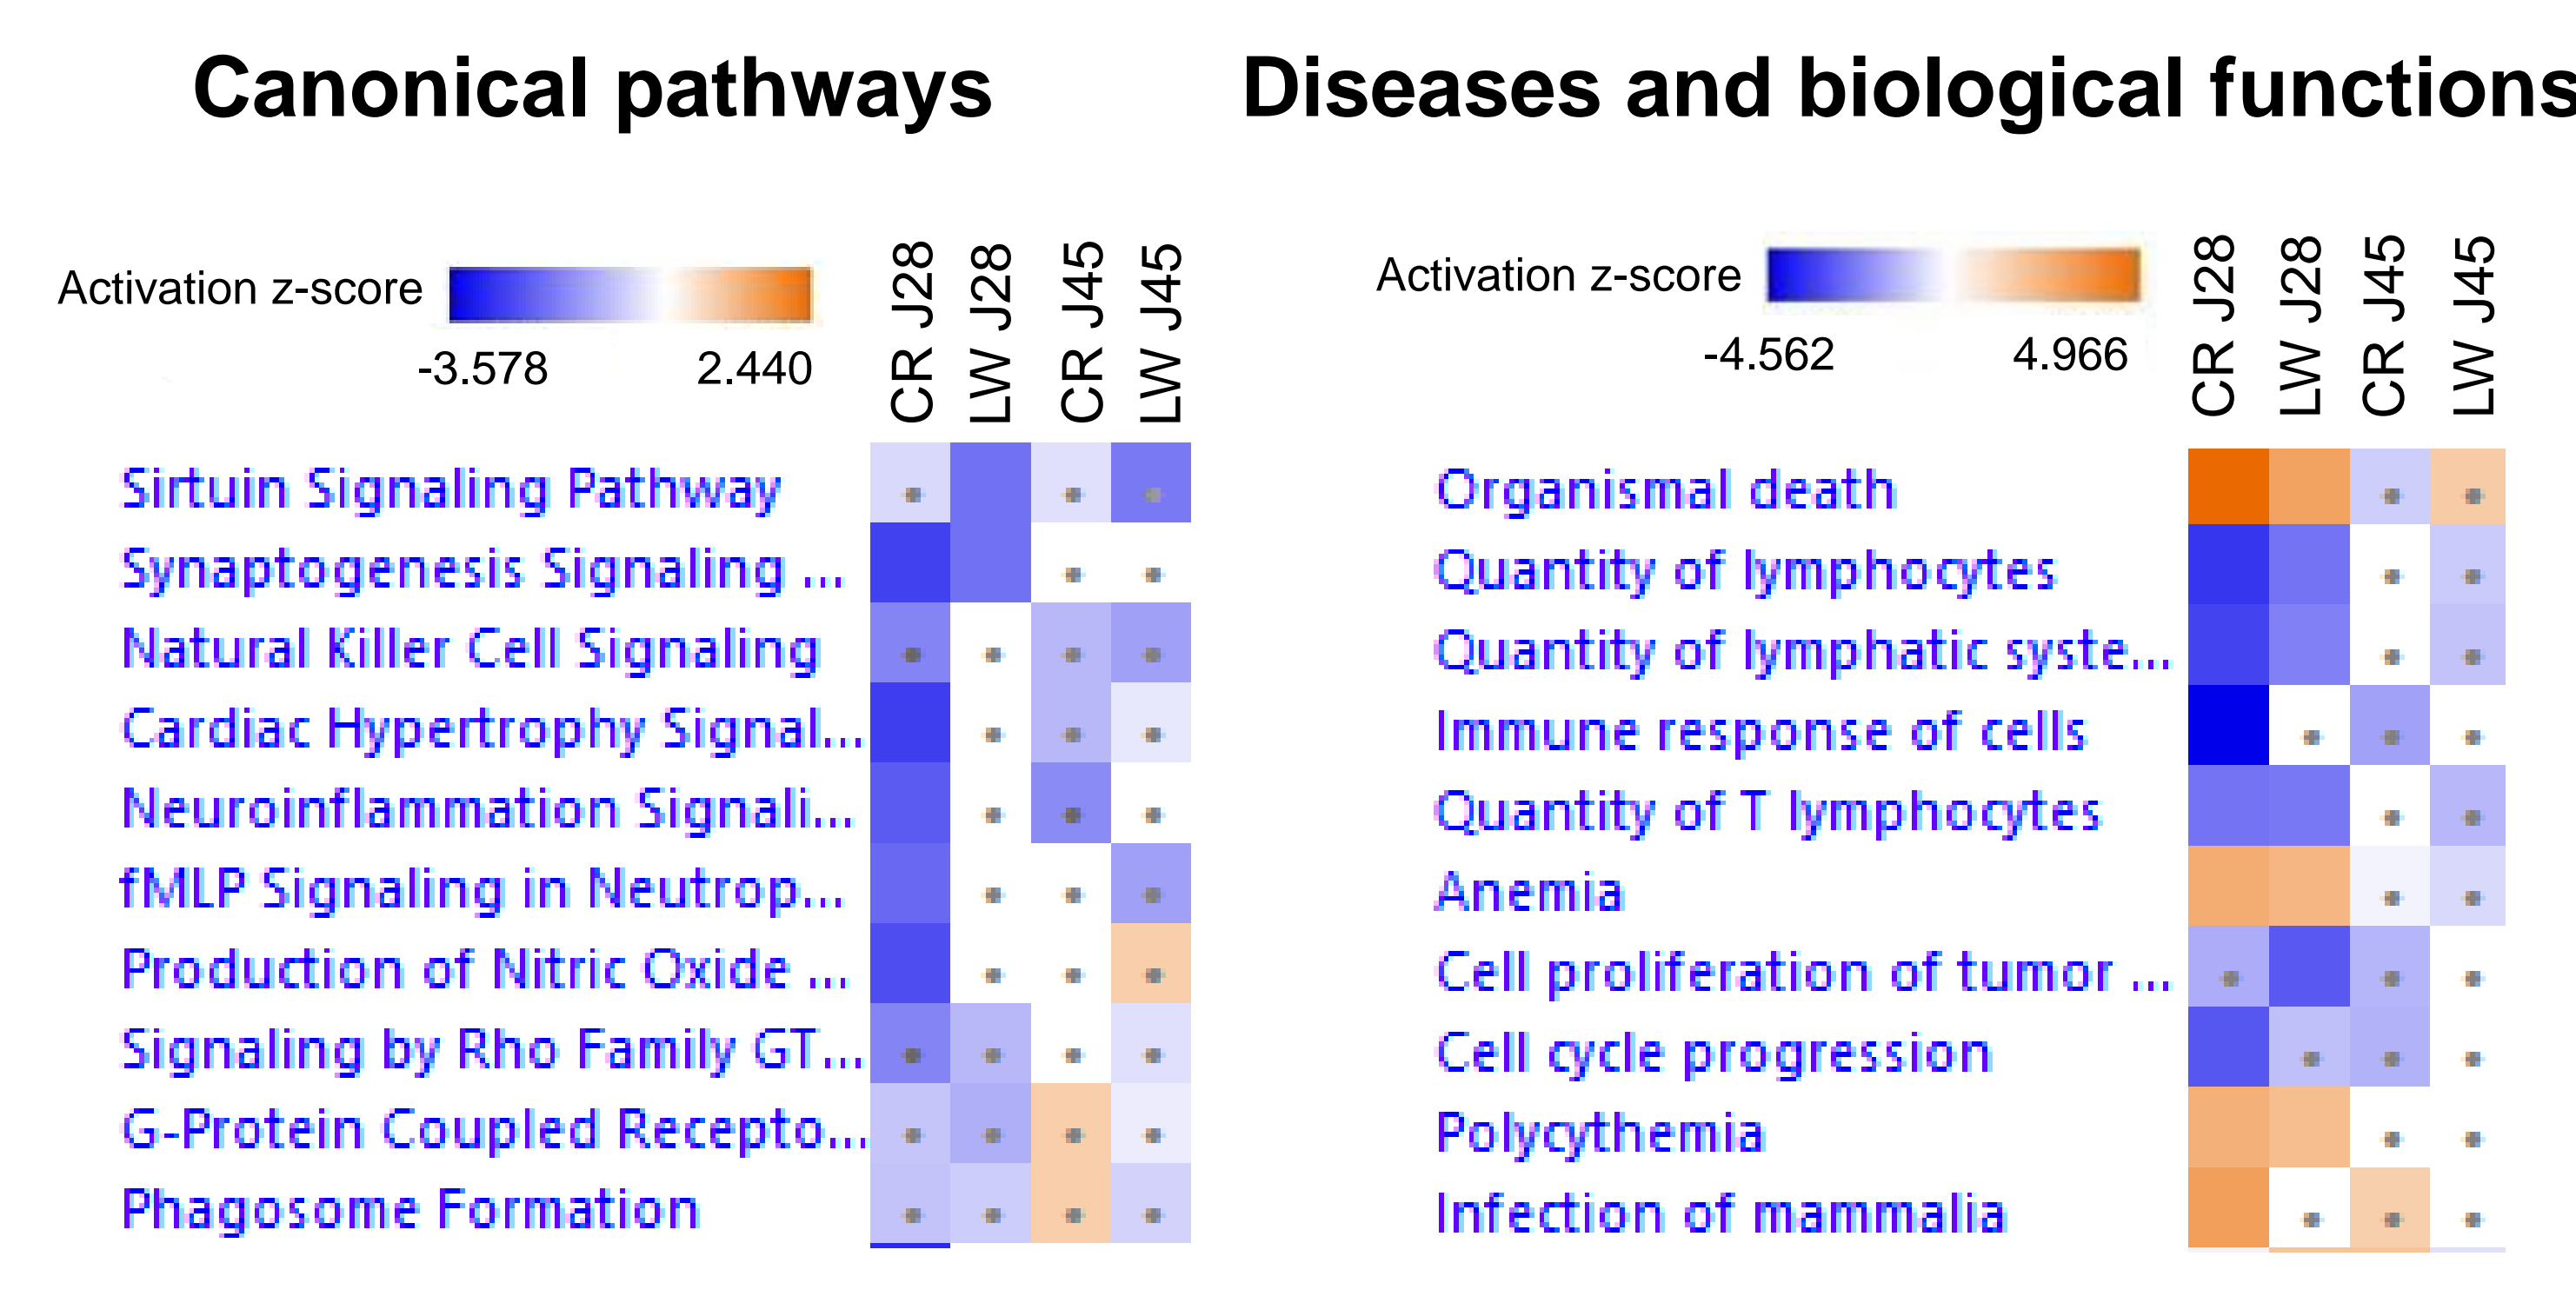 Canonical pathways
Activation z-score
-3.578
2.440
CR J28
LW J28
CR J45
LW J45
Sirtuin Signaling Pathway
Synaptogenesis Signaling ...
Natural Killer Cell Signaling
Cardiac Hypertrophy Signal...
Neuroinflammation Signali...
fMLP Signaling in Neutrop...
Production of Nitric Oxide ...
Signaling by Rho Family GT...
G-Protein Coupled Recepto...
Phagosome Formation
Diseases and biological functions
Activation z-score
-4.562
4.966
CR J28
LW J28
CR J45
LW J45
Organismal death
Quantity of lymphocytes
Quantity of lymphatic syste...
Immune response of cells
Quantity of T lymphocytes
Anemia
Cell proliferation of tumor ...
Cell cycle progression
Polycythemia
Infection of mammalia